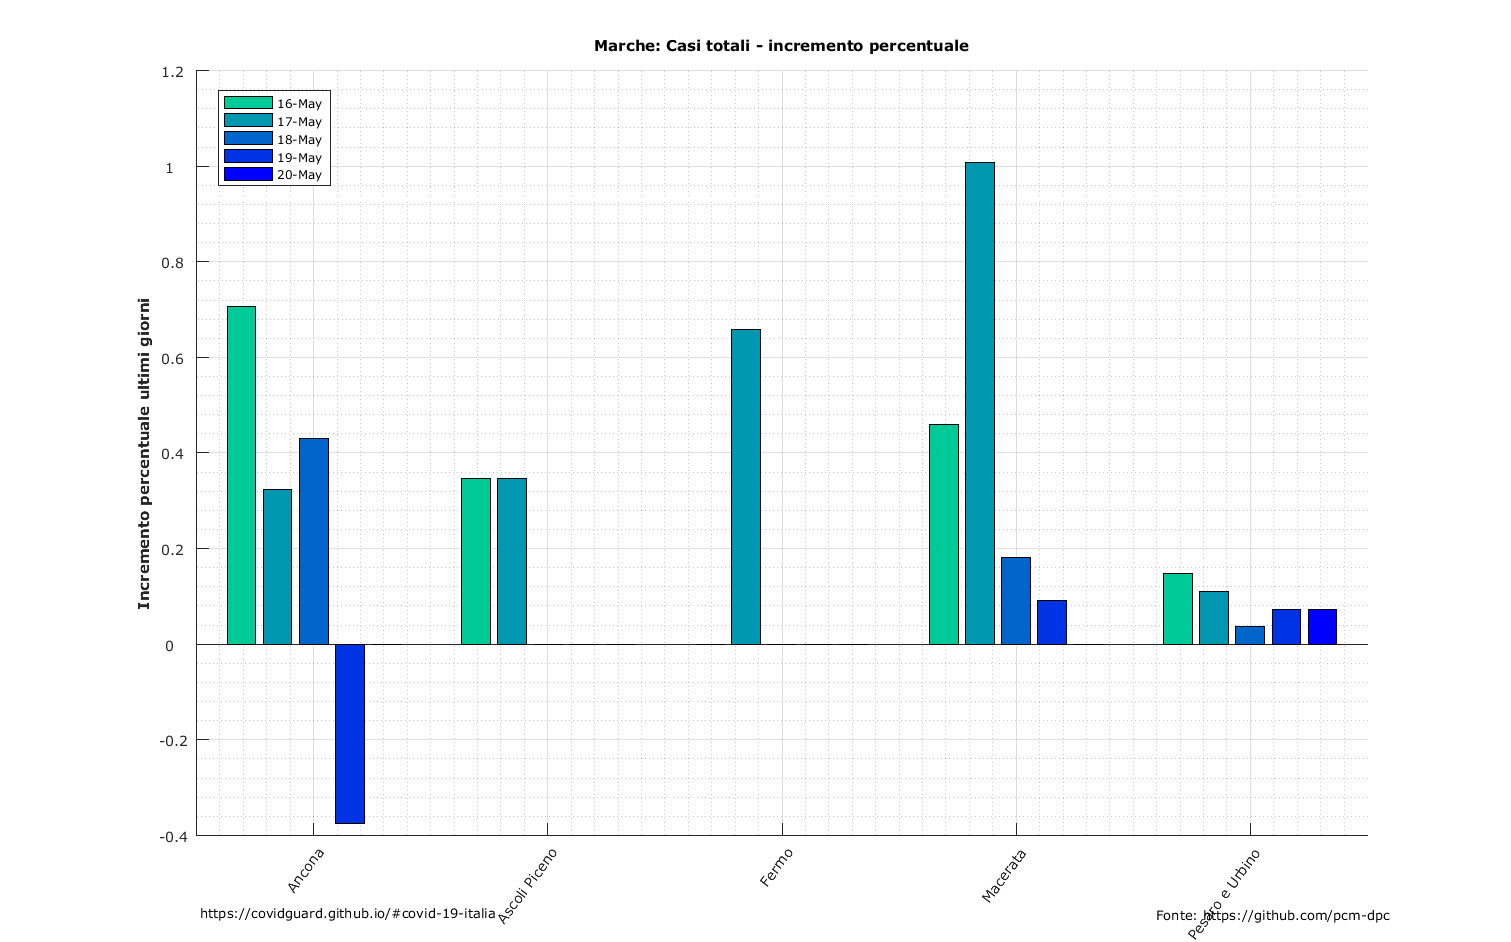 Marche: Casi totali - incremento percentuale
1.2
1
0.8
0.6
0.4
0.2
0
-0.2
-0.4
Incremento percentuale ultimi giorni
16-May
17-May
18-May
19-May
20-May
Ancona
Ascoli Piceno
Fermo
Macerata
Pesaro e Urbino
https://covidguard.github.io/#covid-19-italia
Fonte: https://github.com/pcm-dpc